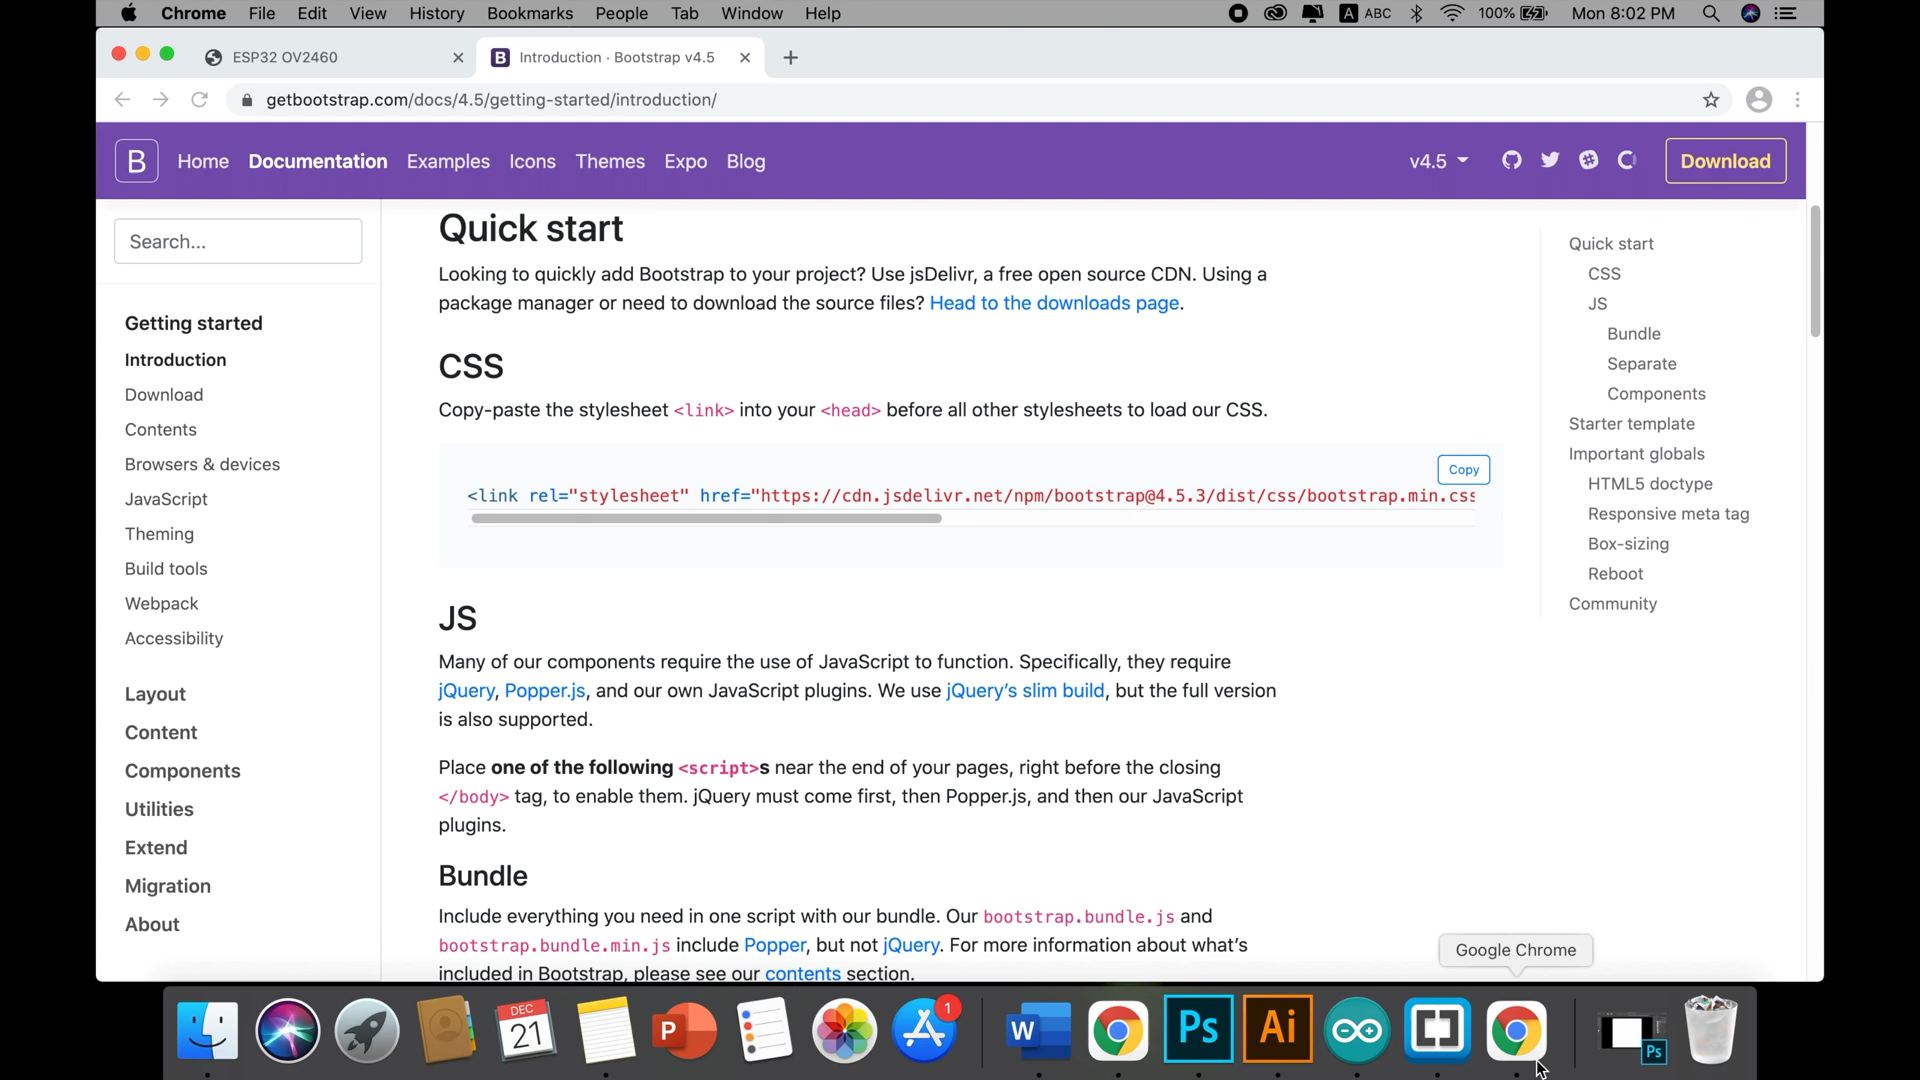 Chrome File Edit View History Bookmarks People Tab Window Help
A ABC 100% Mon 8:02 PM
ESP32 OV2460
B Introduction · Bootstrap v4.5
getbootstrap.com/docs/4.5/getting-started/introduction/
B Home Documentation Examples Icons Themes Expo Blog v4.5 Download
Search...
Getting started
Introduction
Download
Contents
Browsers & devices
JavaScript
Theming
Build tools
Webpack
Accessibility
Layout
Content
Components
Utilities
Extend
Migration
About
Quick start
Looking to quickly add Bootstrap to your project? Use jsDelivr, a free open source CDN. Using a
package manager or need to download the source files? Head to the downloads page.
CSS
Copy-paste the stylesheet <link> into your <head> before all other stylesheets to load our CSS.
Copy
<link rel="stylesheet" href="https://cdn.jsdelivr.net/npm/bootstrap@4.5.3/dist/css/bootstrap.min.css
JS
Many of our components require the use of JavaScript to function. Specifically, they require
jQuery, Popper.js, and our own JavaScript plugins. We use jQuery's slim build, but the full version
is also supported.
Place one of the following <script>s near the end of your pages, right before the closing
</body> tag, to enable them. jQuery must come first, then Popper.js, and then our JavaScript
plugins.
Bundle
Include everything you need in one script with our bundle. Our bootstrap.bundle.js and
bootstrap.bundle.min.js include Popper, but not jQuery. For more information about what's
included in Bootstrap, please see our contents section.
Quick start
CSS
JS
Bundle
Separate
Components
Starter template
Important globals
HTML5 doctype
Responsive meta tag
Box-sizing
Reboot
Community
Google Chrome
DEC
21
P
1
W
Ps
Ai
Ps